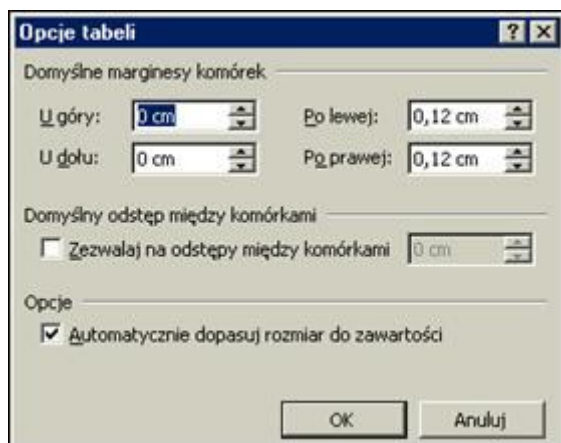 Opcje tabeli
Domyślne marginesy komórek
U góry: 0 cm Po lewej: 0,12 cm
U dołu: 0 cm Po prawej: 0,12 cm
Domyślny odstęp między komórkami
Zezwalaj na odstępy między komórkami 0 cm
Opcje
Automatycznie dopasuj rozmiar do zawartości
OK Anuluj